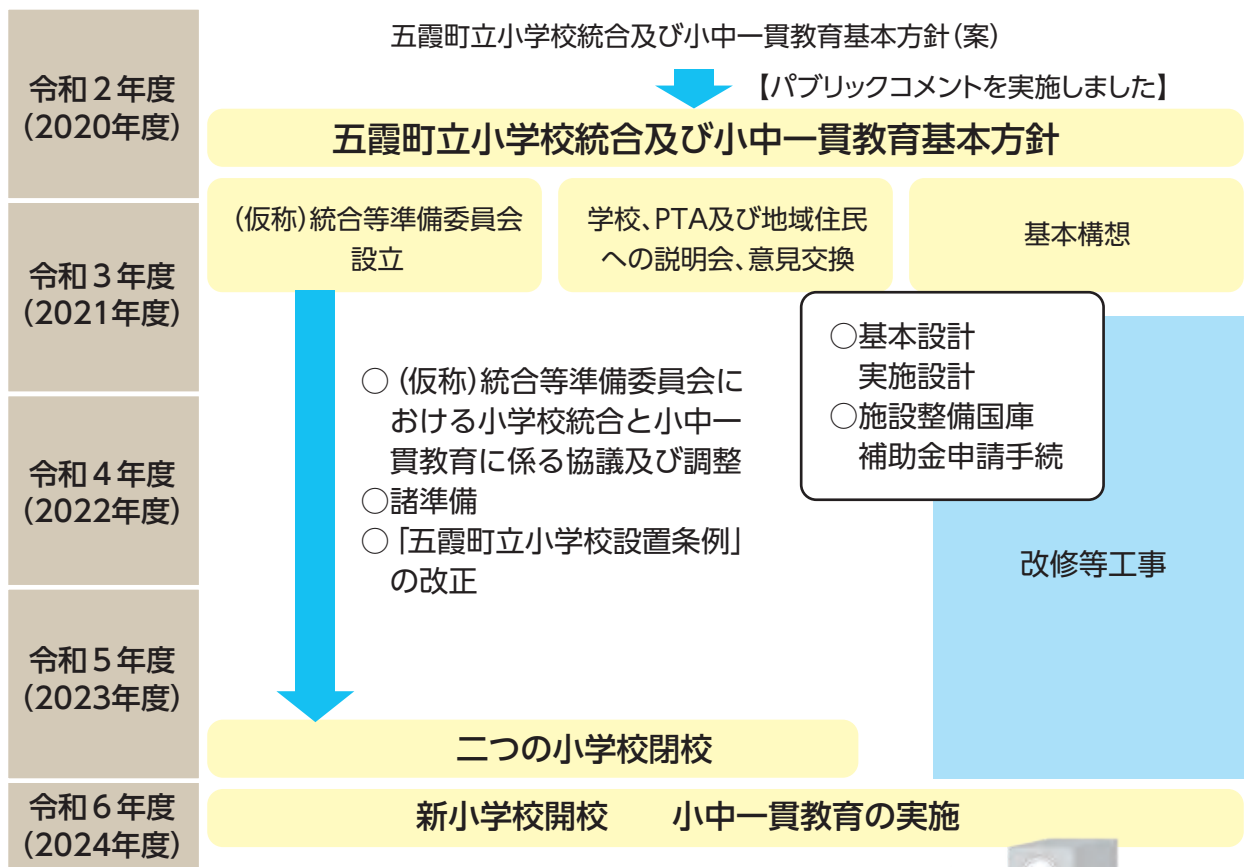 令和２年度
(2020年度)
五霞町立小学校統合及び小中一貫教育基本方針(案)
【パブリックコメントを実施しました】
五霞町立小学校統合及び小中一貫教育基本方針
令和３年度
(2021年度)
(仮称)統合等準備委員会
設立
学校、PTA及び地域住民
への説明会、意見交換
基本構想
○(仮称)統合等準備委員会に
おける小学校統合と小中一
貫教育に係る協議及び調整
○諸準備
○「五霞町立小学校設置条例」
の改正
○基本設計
実施設計
○施設整備国庫
補助金申請手続
令和４年度
(2022年度)
改修等工事
令和５年度
(2023年度)
二つの小学校閉校
令和６年度
(2024年度)
新小学校開校　　小中一貫教育の実施